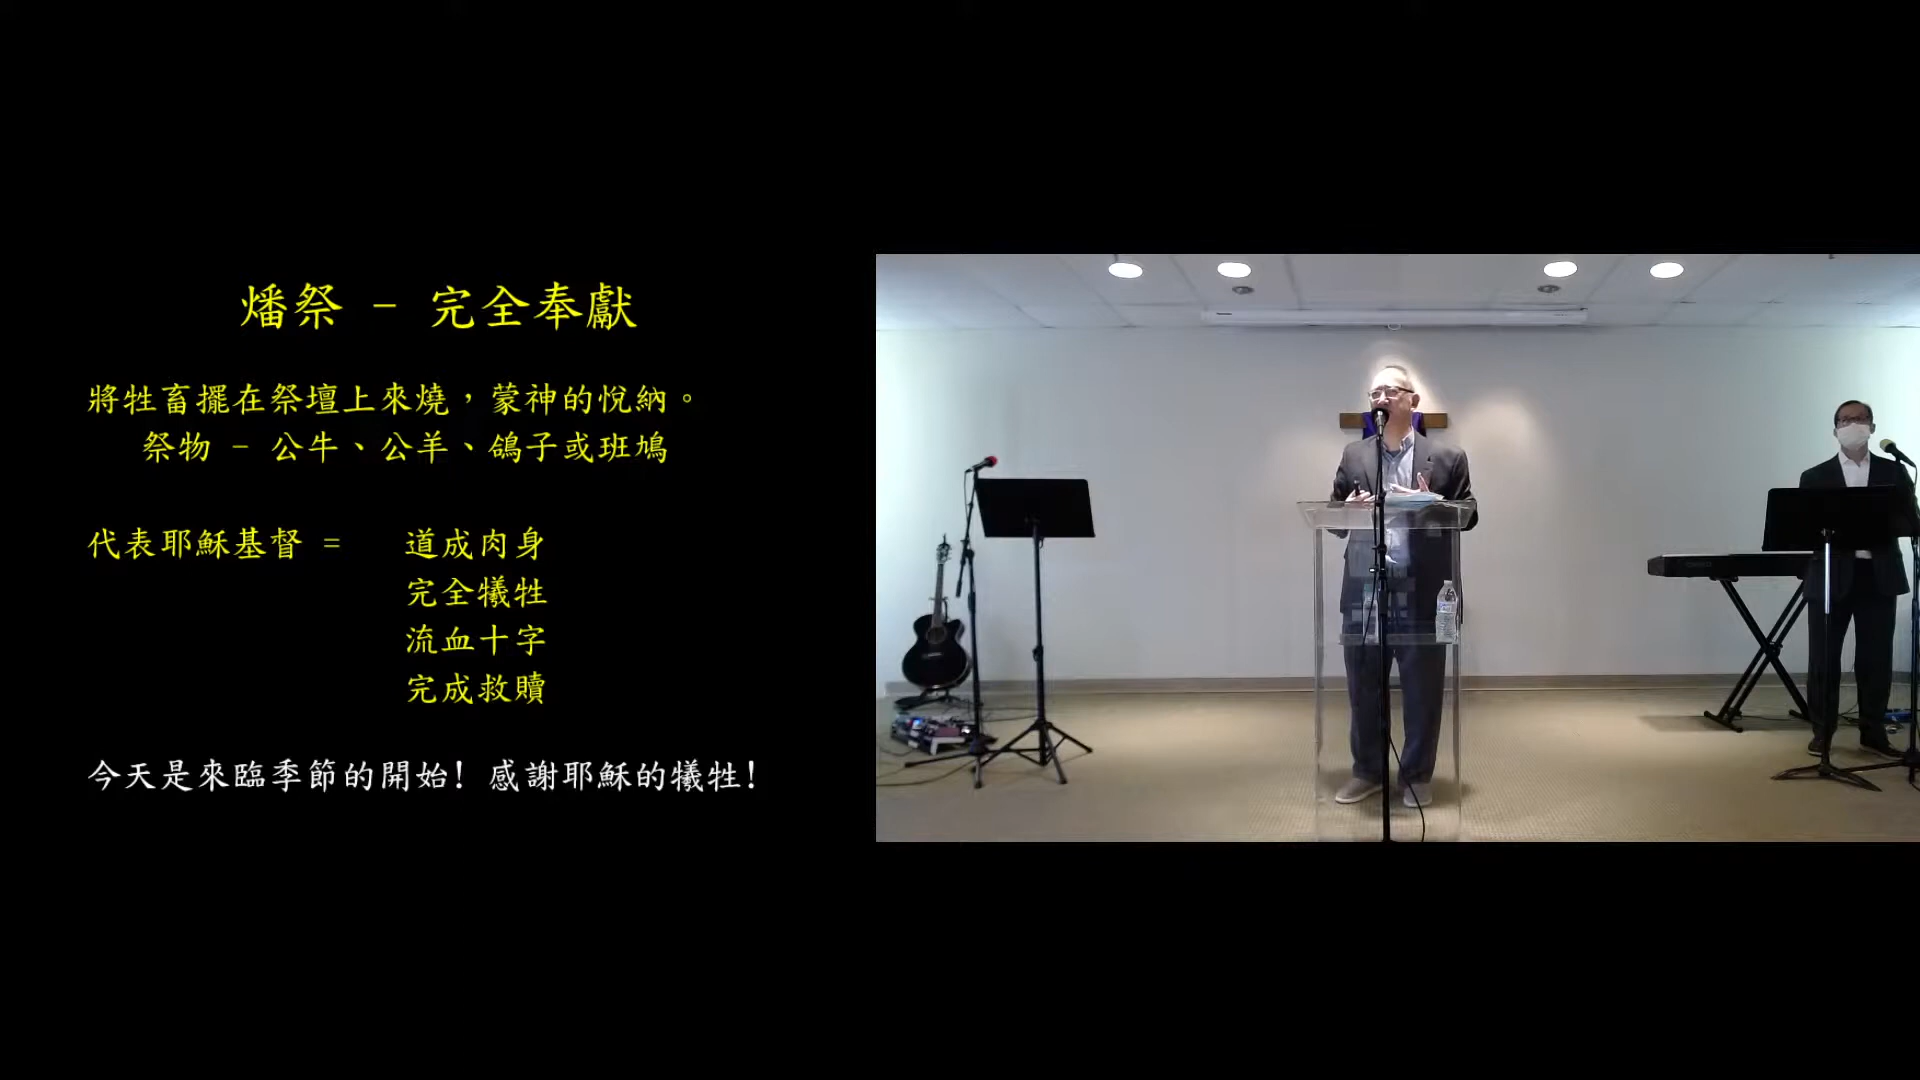 燔祭 - 完全奉獻
將牲畜擺在祭壇上來燒，蒙神的悅納。
祭物 - 公牛、公羊、鴿子或班鳩
代表耶穌基督 = 道成肉身
完全犧牲
流血十字
完成救贖
今天是來臨季節的開始! 感謝耶穌的犧牲!